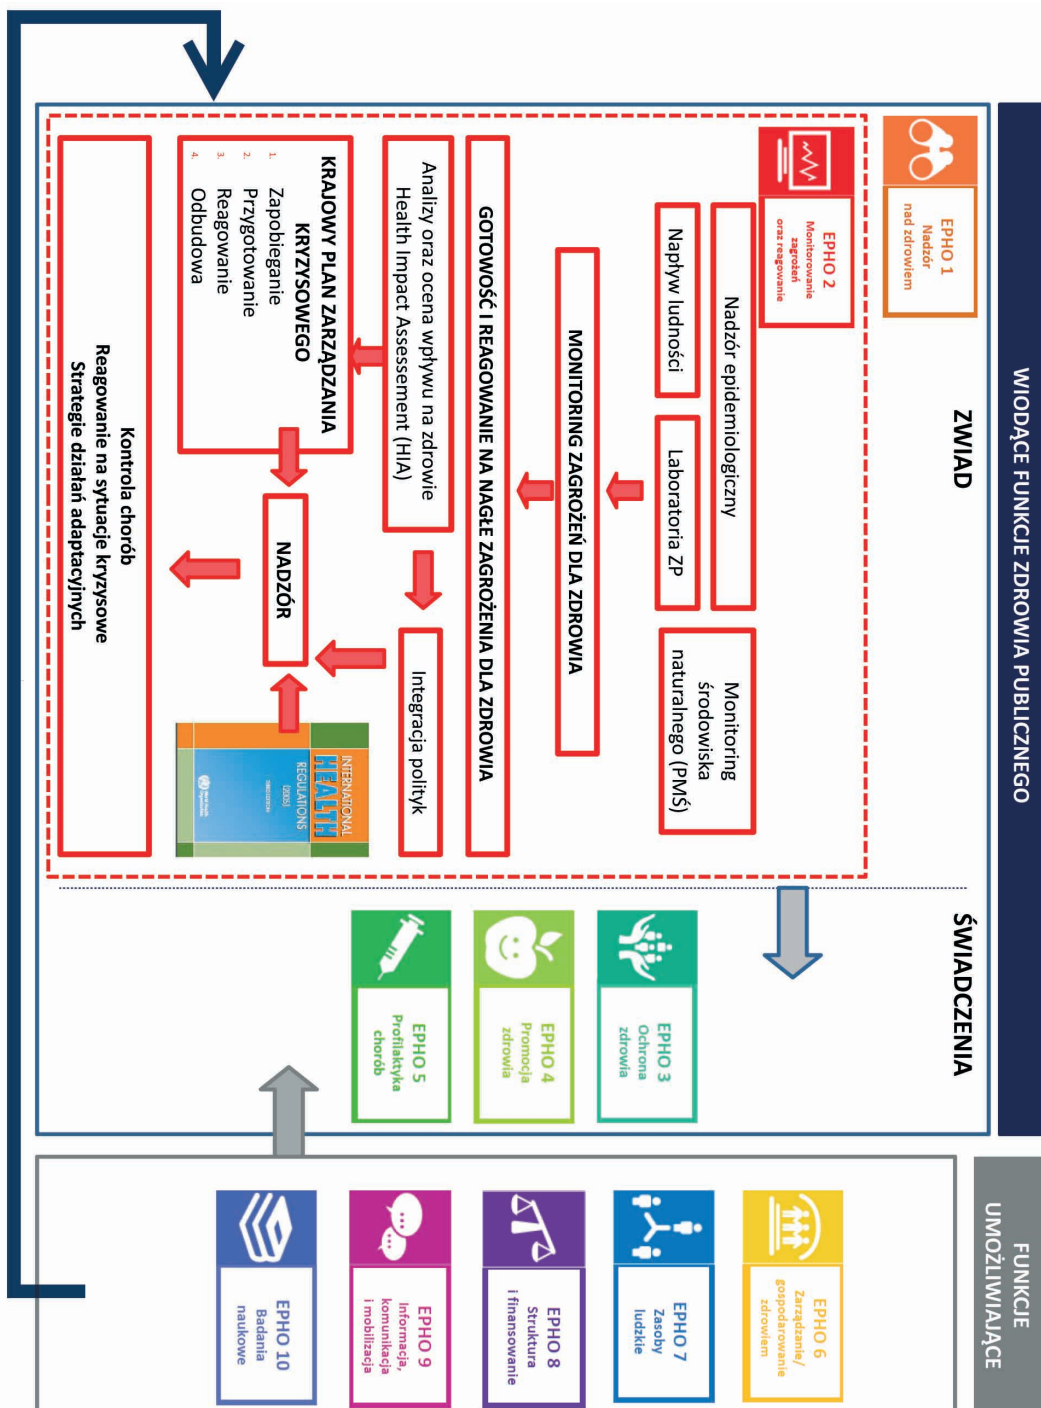 WIODĄCE FUNKCJE ZDROWIA PUBLICZNEGO
FUNKCJE
UMOŻLIWIAJĄCE
ZWIAD
ŚWIADCZENIA
EPHO 1
Nadzór
nad zdrowiem
EPHO 2
Monitorowanie
zagrożeń
oraz reagowanie
Nadzór epidemiologiczny
Napływ ludności
Laboratoria ZP
Monitoring
środowiska
naturalnego (PMŚ)
MONITORING ZAGROŻEŃ DLA ZDROWIA
GOTOWOŚĆ I REAGOWANIE NA NAGŁE ZAGROŻENIA DLA ZDROWIA
Analizy oraz ocena wpływu na zdrowie
Health Impact Assessement (HIA)
Integracja polityk
KRAJOWY PLAN ZARZĄDZANIA
KRYZYSOWEGO
1. Zapobieganie
2. Przygotowanie
3. Reagowanie
4. Odbudowa
NADZÓR
INTERNATIONAL
HEALTH
REGULATIONS
(2005)
THIRD EDITION
World Health
Organization
Kontrola chorób
Reagowanie na sytuacje kryzysowe
Strategie działań adaptacyjnych
EPHO 3
Ochrona
zdrowia
EPHO 4
Promocja
zdrowia
EPHO 5
Profilaktyka
chorób
EPHO 6
Zarządzanie/
gospodarowanie
zdrowiem
EPHO 7
Zasoby
ludzkie
EPHO 8
Struktura
i finansowanie
EPHO 9
Informacja,
komunikacja
i mobilizacja
EPHO 10
Badania
naukowe